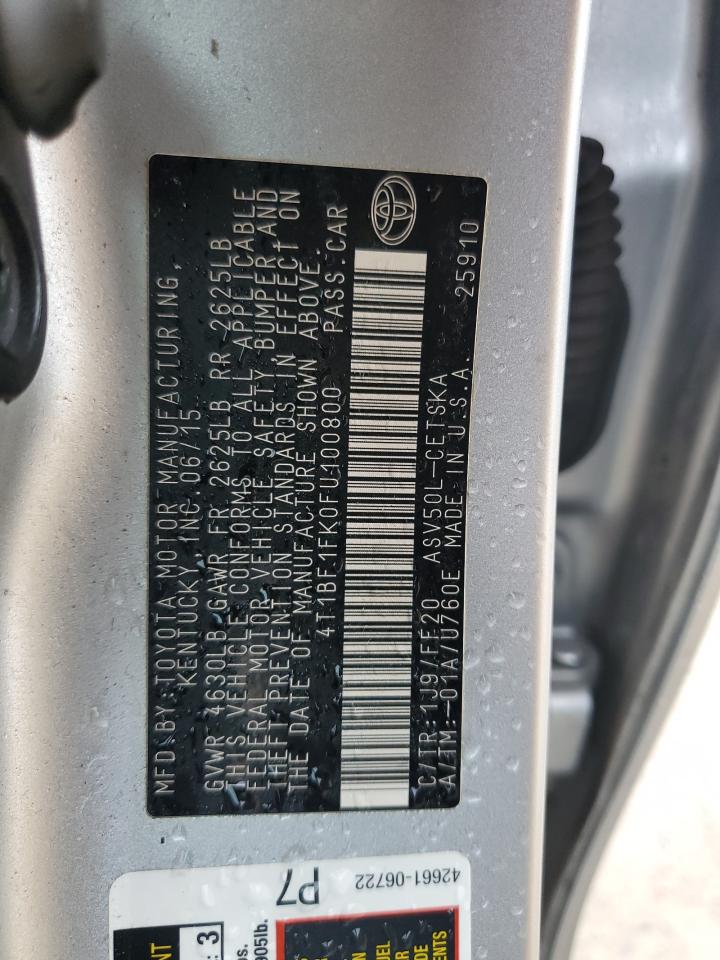 MFD.BY:TOYOTA MOTOR MANUFACTURING,
KENTUCKY, INC.06/15
GVWR 4630LB GAWR FR 2625LB RR 2625LB
THIS VEHICLE CONFORMS TO ALL APPLICABLE
FEDERAL MOTOR VEHICLE SAFETY,BUMPER,AND
THEFT PREVENTION STANDARDS IN EFFECT ON
THE DATE OF MANUFACTURE SHOWN ABOVE.
4T1BF1FK0FU100800 PASS.CAR
C/TR:1J9/FE20 ASV50L-CETSKA
A/TM:-01A/U760E MADE IN U.S.A. 25910
P7
42661-06722
3
905lb.